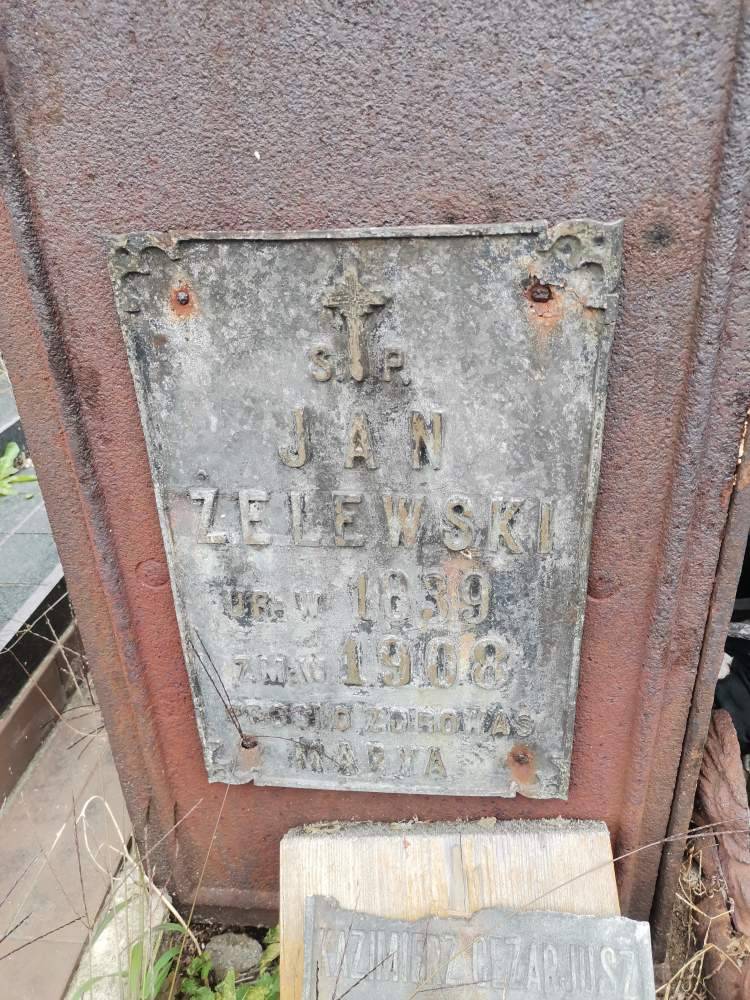 Ś.P.
JAN
ŻELEWSKI
UR. W 1839
ZM. W 1908
PROSI O ZDROWAŚ
MARYA
KAZIMIERZ CEZARJUSZ